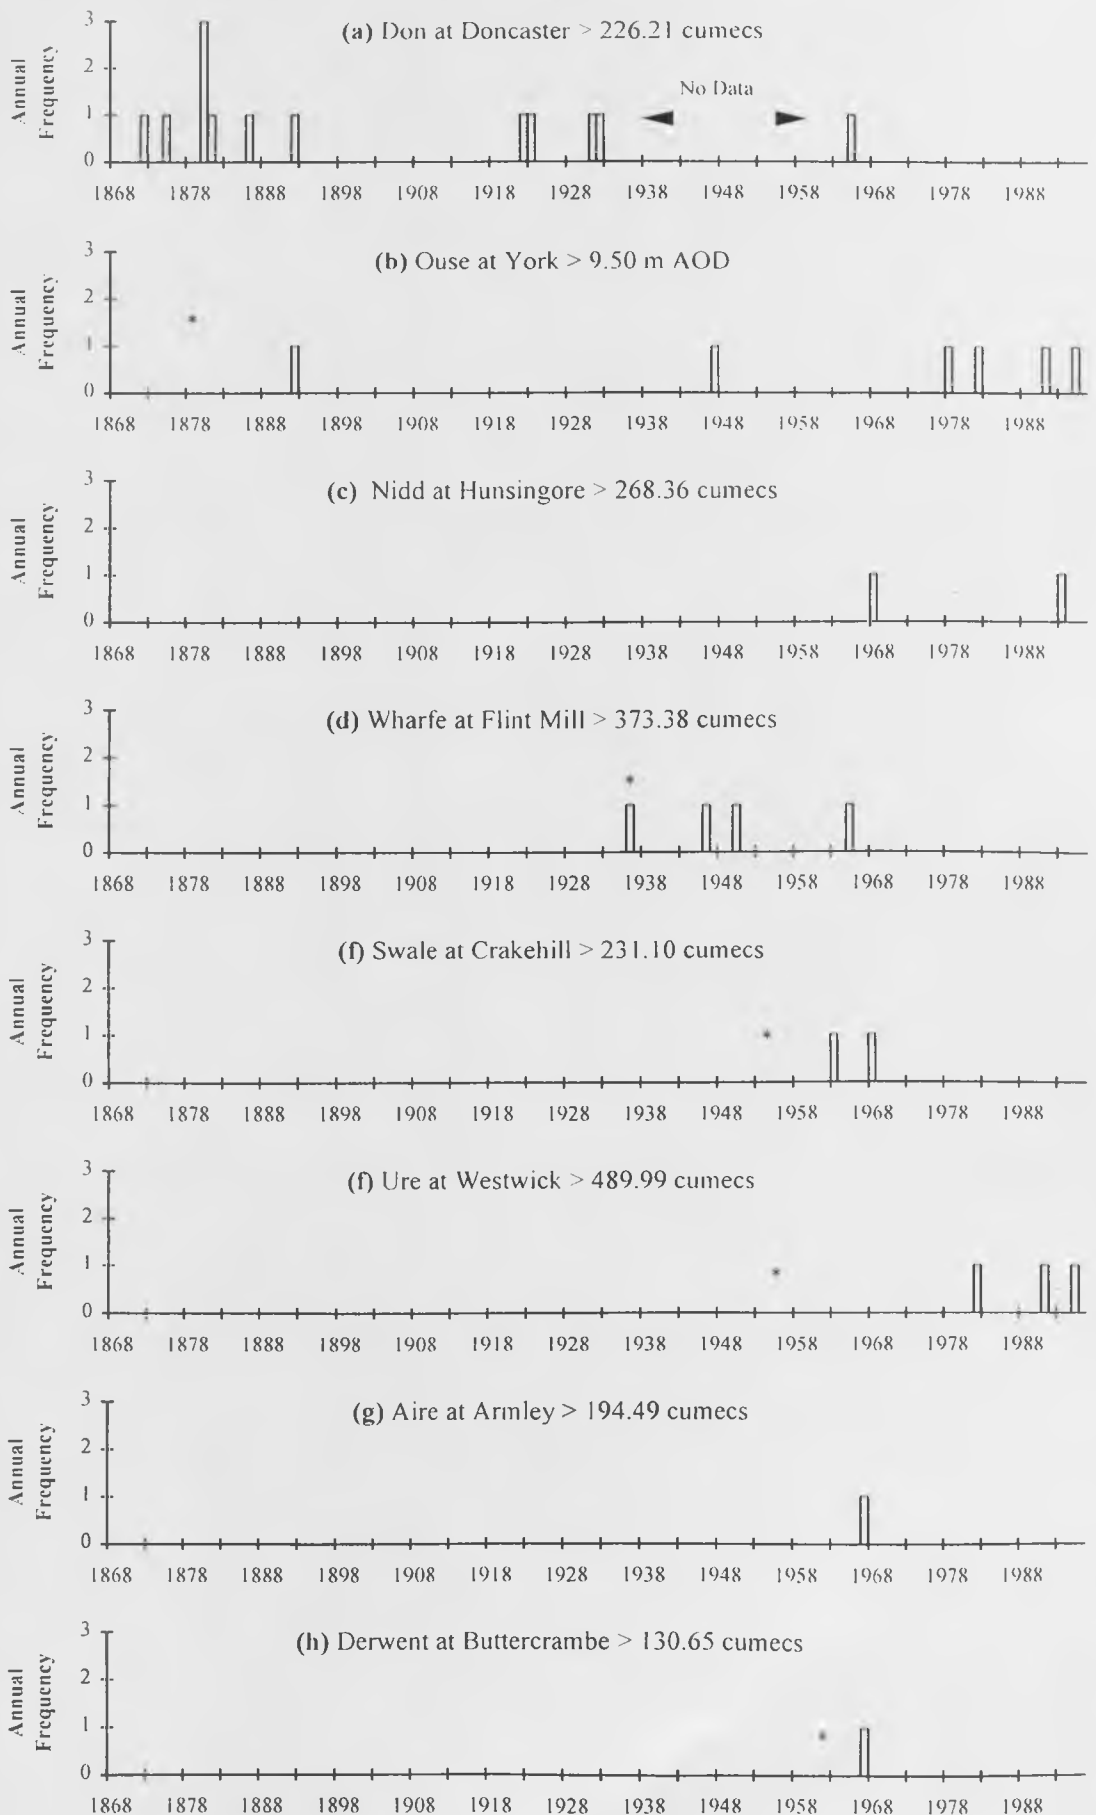 (a) Don at Doncaster > 226.21 cumecs
Annual
Frequency
3
2
1
0
No Data
1868 1878 1888 1898 1908 1918 1928 1938 1948 1958 1968 1978 1988
(b) Ouse at York > 9.50 m AOD
Annual
Frequency
3
2
*
1
0
1868 1878 1888 1898 1908 1918 1928 1938 1948 1958 1968 1978 1988
(c) Nidd at Hunsingore > 268.36 cumecs
Annual
Frequency
3
2
1
0
1868 1878 1888 1898 1908 1918 1928 1938 1948 1958 1968 1978 1988
(d) Wharfe at Flint Mill > 373.38 cumecs
Annual
Frequency
3
2
*
1
0
1868 1878 1888 1898 1908 1918 1928 1938 1948 1958 1968 1978 1988
(f) Swale at Crakehill > 231.10 cumecs
Annual
Frequency
3
2
1
*
0
1868 1878 1888 1898 1908 1918 1928 1938 1948 1958 1968 1978 1988
(f) Ure at Westwick > 489.99 cumecs
Annual
Frequency
3
2
1
*
0
1868 1878 1888 1898 1908 1918 1928 1938 1948 1958 1968 1978 1988
(g) Aire at Armley > 194.49 cumecs
Annual
Frequency
3
2
1
0
1868 1878 1888 1898 1908 1918 1928 1938 1948 1958 1968 1978 1988
(h) Derwent at Buttercrambe > 130.65 cumecs
Annual
Frequency
3
2
1
*
0
1868 1878 1888 1898 1908 1918 1928 1938 1948 1958 1968 1978 1988